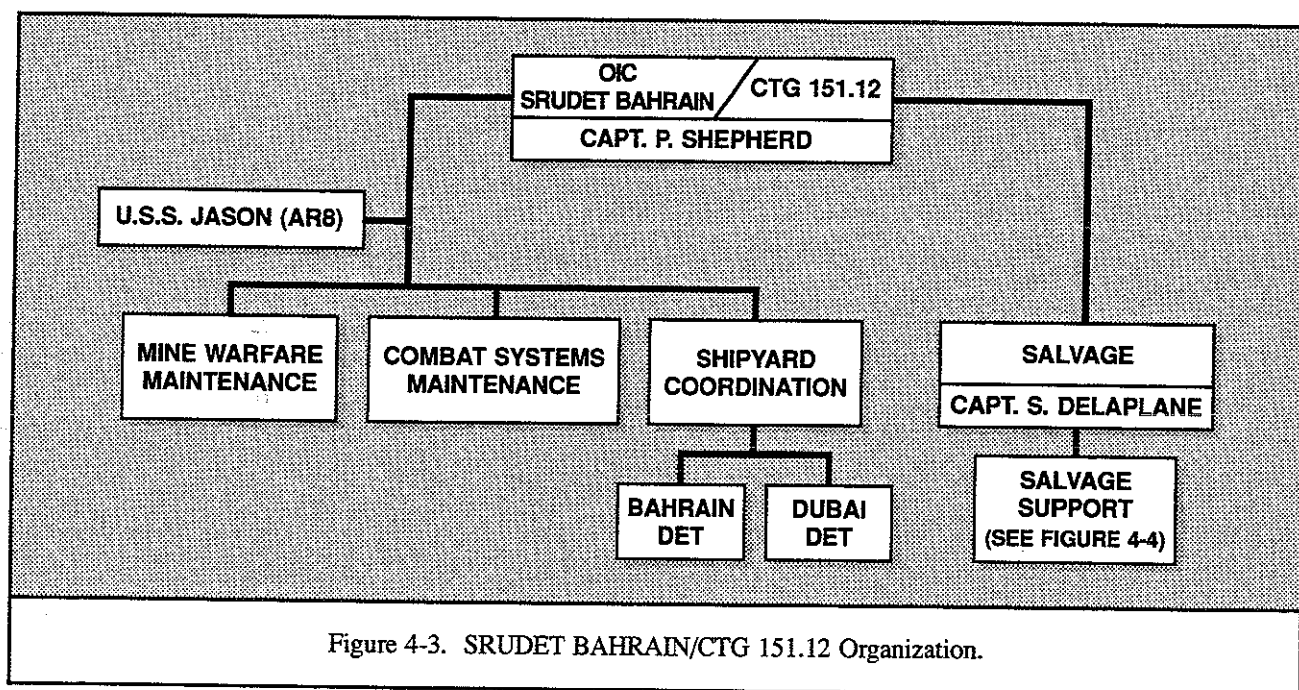 OIC
SRUDET BAHRAIN / CTG 151.12
CAPT. P. SHEPHERD
U.S.S. JASON (AR8)
MINE WARFARE
MAINTENANCE
COMBAT SYSTEMS
MAINTENANCE
SHIPYARD
COORDINATION
SALVAGE
CAPT. S. DELAPLANE
BAHRAIN
DET
DUBAI
DET
SALVAGE
SUPPORT
(SEE FIGURE 4-4)
Figure 4-3. SRUDET BAHRAIN/CTG 151.12 Organization.